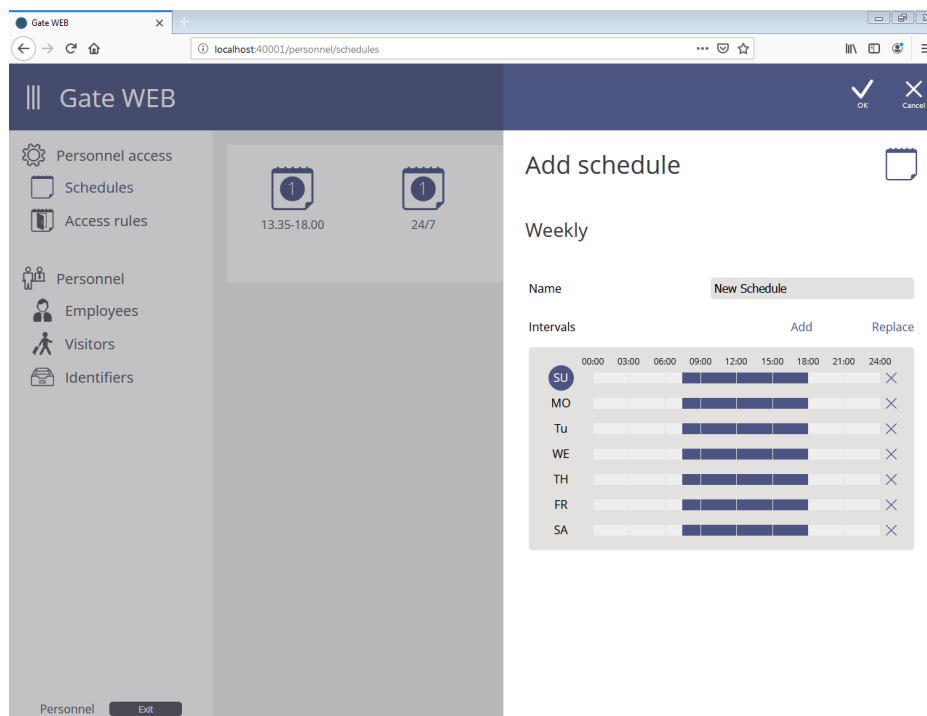 Gate WEB
localhost:40001/personnel/schedules
Gate WEB
OK
Cancel
Personnel access
Schedules
Access rules
Personnel
Employees
Visitors
Identifiers
1
13.35-18.00
1
24/7
Add schedule
Weekly
Name New Schedule
Intervals Add Replace
00:00 03:00 06:00 09:00 12:00 15:00 18:00 21:00 24:00
SU
MO
Tu
WE
TH
FR
SA
Personnel Exit